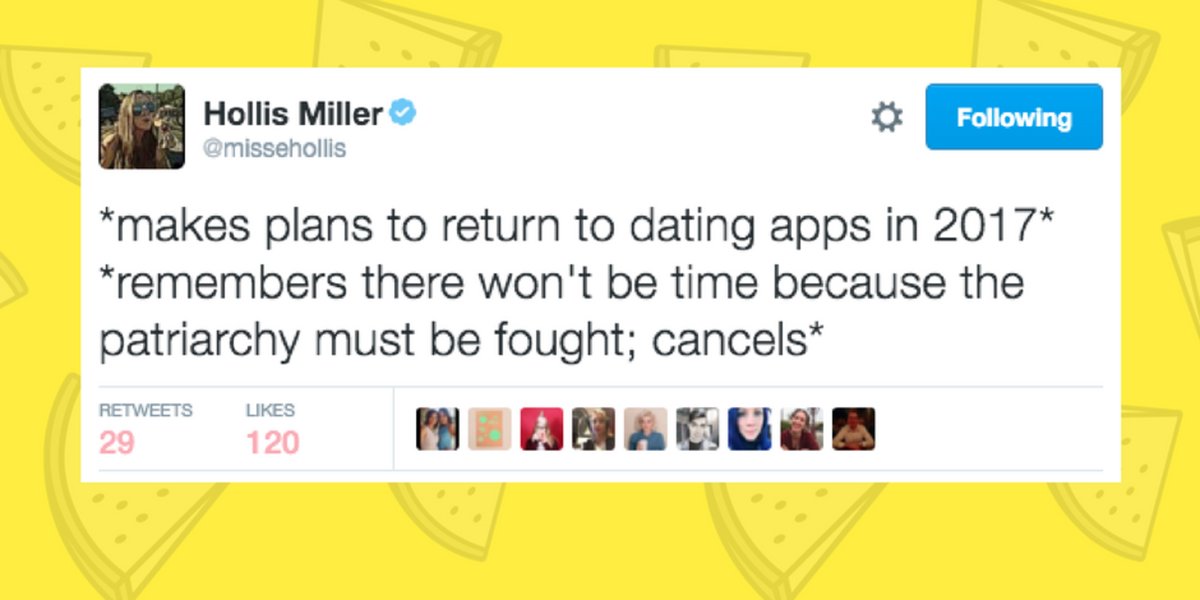 Hollis Miller
@missehollis
Following
*makes plans to return to dating apps in 2017*
*remembers there won't be time because the
patriarchy must be fought; cancels*
RETWEETS LIKES
29 120